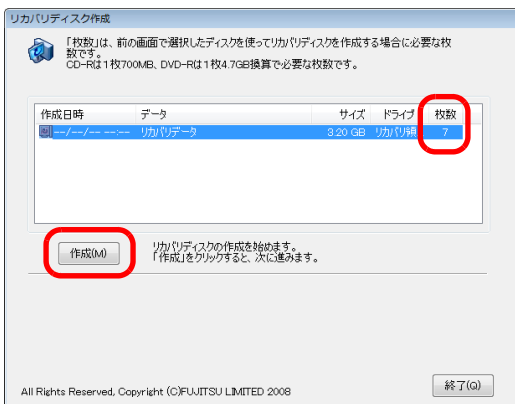 リカバリディスク作成
「枚数」は、前の画面で選択したディスクを使ってリカバリディスクを作成する場合に必要な枚
数です。
CD-Rは1枚700MB、DVD-Rは1枚4.7GB換算で必要な枚数です。
作成日時 データ サイズ ドライブ 枚数
--/--/-- --:-- リカバリデータ 3.20 GB リカバリ領 7
作成(M)
リカバリディスクの作成を始めます。
「作成」をクリックすると、次に進みます。
All Rights Reserved, Copyright (C)FUJITSU LIMITED 2008
終了(Q)